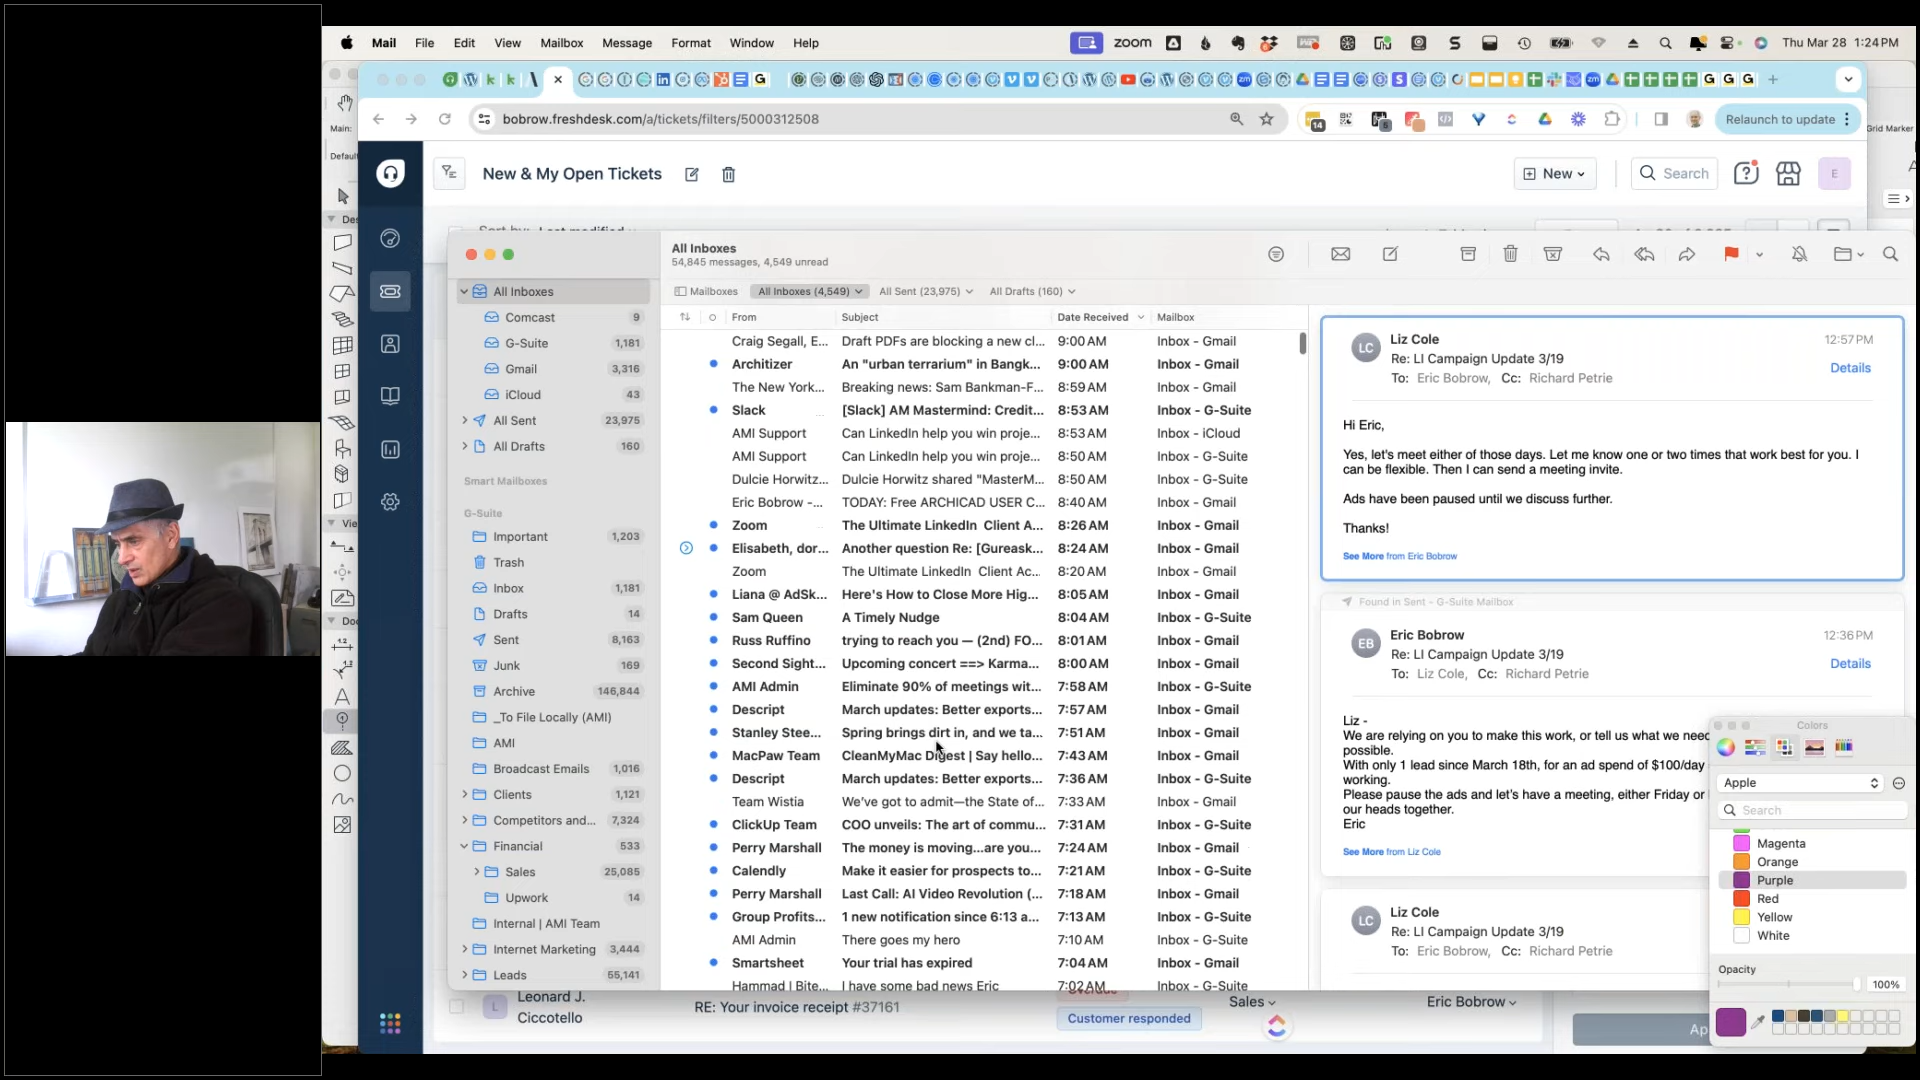 Mail File Edit View Mailbox Message Format Window Help
zoom
Thu Mar 28 1:24 PM
bobrow.freshdesk.com/a/tickets/filters/5000312508
Relaunch to update
Main:
Grid Marker
New & My Open Tickets
New
Search
E
All Inboxes
54,845 messages, 4,549 unread
Mailboxes All Inboxes (4,549) All Sent (23,975) All Drafts (160)
All Inboxes
Comcast 9
G-Suite 1,181
Gmail 3,316
iCloud 43
All Sent 23,975
All Drafts 160
Smart Mailboxes
G-Suite
Important 1,203
Trash
Inbox 1,181
Drafts 14
Sent 8,163
Junk 169
Archive 146,844
_To File Locally (AMI)
AMI
Broadcast Emails 1,016
Clients 1,121
Competitors and... 7,324
Financial 533
Sales 25,085
Upwork 14
Internal | AMI Team
Internet Marketing 3,444
Leads 55,141
From Subject Date Received Mailbox
Craig Segall, E... Draft PDFs are blocking a new cl... 9:00 AM Inbox - Gmail
Architizer An "urban terrarium" in Bangk... 9:00 AM Inbox - Gmail
The New York... Breaking news: Sam Bankman-F... 8:59 AM Inbox - Gmail
Slack [Slack] AM Mastermind: Credit... 8:53 AM Inbox - G-Suite
AMI Support Can LinkedIn help you win proje... 8:53 AM Inbox - iCloud
AMI Support Can LinkedIn help you win proje... 8:50 AM Inbox - G-Suite
Dulcie Horwitz... Dulcie Horwitz shared "MasterM... 8:50 AM Inbox - G-Suite
Eric Bobrow -... TODAY: Free ARCHICAD USER C... 8:40 AM Inbox - Gmail
Zoom The Ultimate LinkedIn Client A... 8:26 AM Inbox - Gmail
Elisabeth, dor... Another question Re: [Gureask... 8:24 AM Inbox - Gmail
Zoom The Ultimate LinkedIn Client Ac... 8:20 AM Inbox - Gmail
Liana @ AdSk... Here's How to Close More Hig... 8:05 AM Inbox - Gmail
Sam Queen A Timely Nudge 8:04 AM Inbox - G-Suite
Russ Ruffino trying to reach you — (2nd) FO... 8:01 AM Inbox - Gmail
Second Sight... Upcoming concert ==> Karma... 8:00 AM Inbox - Gmail
AMI Admin Eliminate 90% of meetings wit... 7:58 AM Inbox - G-Suite
Descript March updates: Better exports... 7:57 AM Inbox - Gmail
Stanley Stee... Spring brings dirt in, and we ta... 7:51 AM Inbox - Gmail
MacPaw Team CleanMyMac Digest | Say hello... 7:43 AM Inbox - Gmail
Descript March updates: Better exports... 7:36 AM Inbox - G-Suite
Team Wistia We've got to admit—the State of... 7:33 AM Inbox - Gmail
ClickUp Team COO unveils: The art of commu... 7:31 AM Inbox - G-Suite
Perry Marshall The money is moving...are you... 7:24 AM Inbox - Gmail
Calendly Make it easier for prospects to... 7:21 AM Inbox - G-Suite
Perry Marshall Last Call: AI Video Revolution (... 7:18 AM Inbox - Gmail
Group Profits... 1 new notification since 6:13 a... 7:13 AM Inbox - G-Suite
AMI Admin There goes my hero 7:10 AM Inbox - G-Suite
Smartsheet Your trial has expired 7:04 AM Inbox - Gmail
Hammad | Bite... I have some bad news Eric 7:02 AM Inbox - Gmail
LC
Liz Cole 12:57 PM
Re: LI Campaign Update 3/19
To: Eric Bobrow, Cc: Richard Petrie Details
Hi Eric,
Yes, let's meet either of those days. Let me know one or two times that work best for you. I
can be flexible. Then I can send a meeting invite.
Ads have been paused until we discuss further.
Thanks!
See More from Eric Bobrow
Found in Sent - G-Suite Mailbox
EB
Eric Bobrow 12:36 PM
Re: LI Campaign Update 3/19
To: Liz Cole, Cc: Richard Petrie Details
Liz -
We are relying on you to make this work, or tell us what we need
possible.
With only 1 lead since March 18th, for an ad spend of $100/day
working.
Please pause the ads and let's have a meeting, either Friday or
our heads together.
Eric
See More from Liz Cole
LC
Liz Cole
Re: LI Campaign Update 3/19
To: Eric Bobrow, Cc: Richard Petrie
Colors
Apple
Search
Magenta
Orange
Purple
Red
Yellow
White
Opacity
100%
L
Leonard J.
Ciccotello
RE: Your invoice receipt #37161
Customer responded
Sales
Eric Bobrow